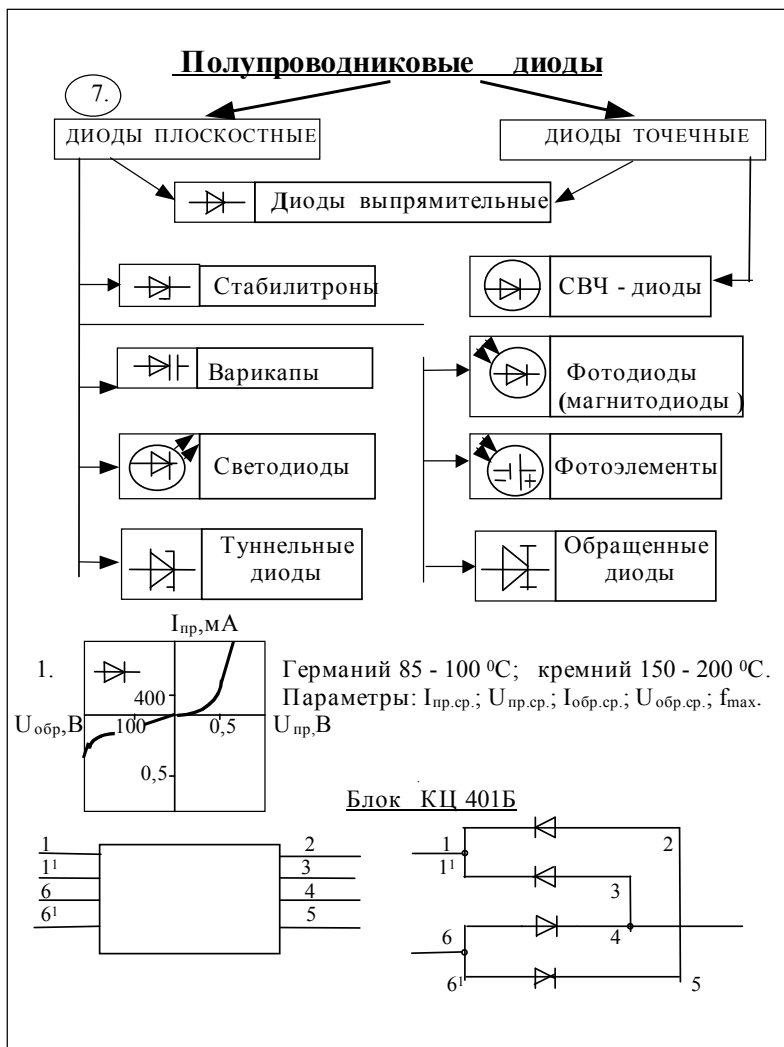 Полупроводниковые диоды
7.
ДИОДЫ ПЛОСКОСТНЫЕ
ДИОДЫ ТОЧЕЧНЫЕ
Диоды выпрямительные
Стабилитроны
СВЧ - диоды
Варикапы
Фотодиоды
(магнитодиоды )
Светодиоды
Фотоэлементы
Туннельные
диоды
Обращенные
диоды
Iпр,мА
1.
400
Uобр,В
100
0,5
Uпр,В
0,5
Германий 85 - 100 ⁰С; кремний 150 - 200 ⁰С.
Параметры: Iпр.ср.; Uпр.ср.; Iобр.ср.; Uобр.ср.; fmax.
Блок КЦ 401Б
1
1¹
6
6¹
2
3
4
5
1
1¹
2
3
6
4
6¹
5